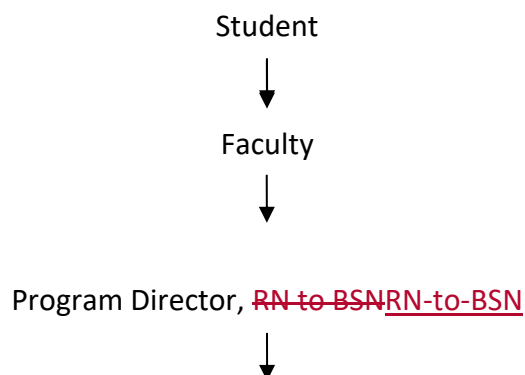 Student
Faculty
Program Director, RN to BSNRN-to-BSN